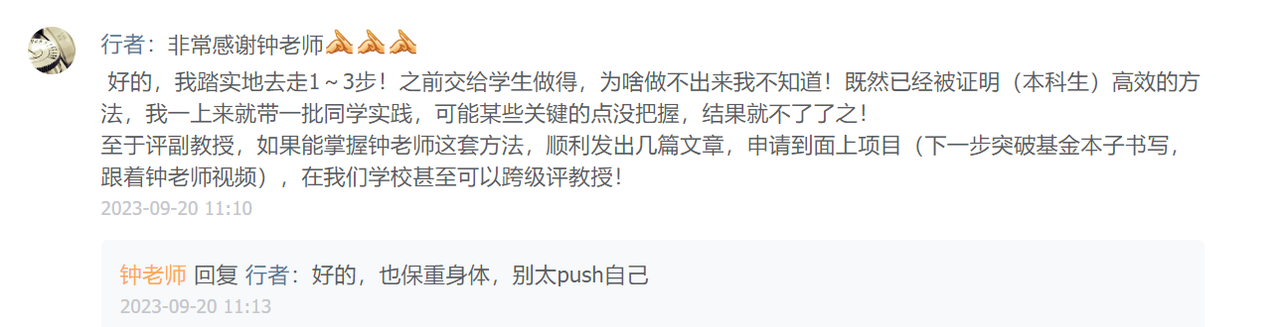 行者：非常感谢钟老师
好的，我踏实地去走1～3步！之前交给学生做得，为啥做不出来我不知道！既然已经被证明（本科生）高效的方
法，我一上来就带一批同学实践，可能某些关键的点没把握，结果就不了了之！
至于评副教授，如果能掌握钟老师这套方法，顺利发出几篇文章，申请到面上项目（下一步突破基金本子书写，
跟着钟老师视频），在我们学校甚至可以跨级评教授！
2023-09-20 11:10
钟老师 回复 行者：好的，也保重身体，别太push自己
2023-09-20 11:13